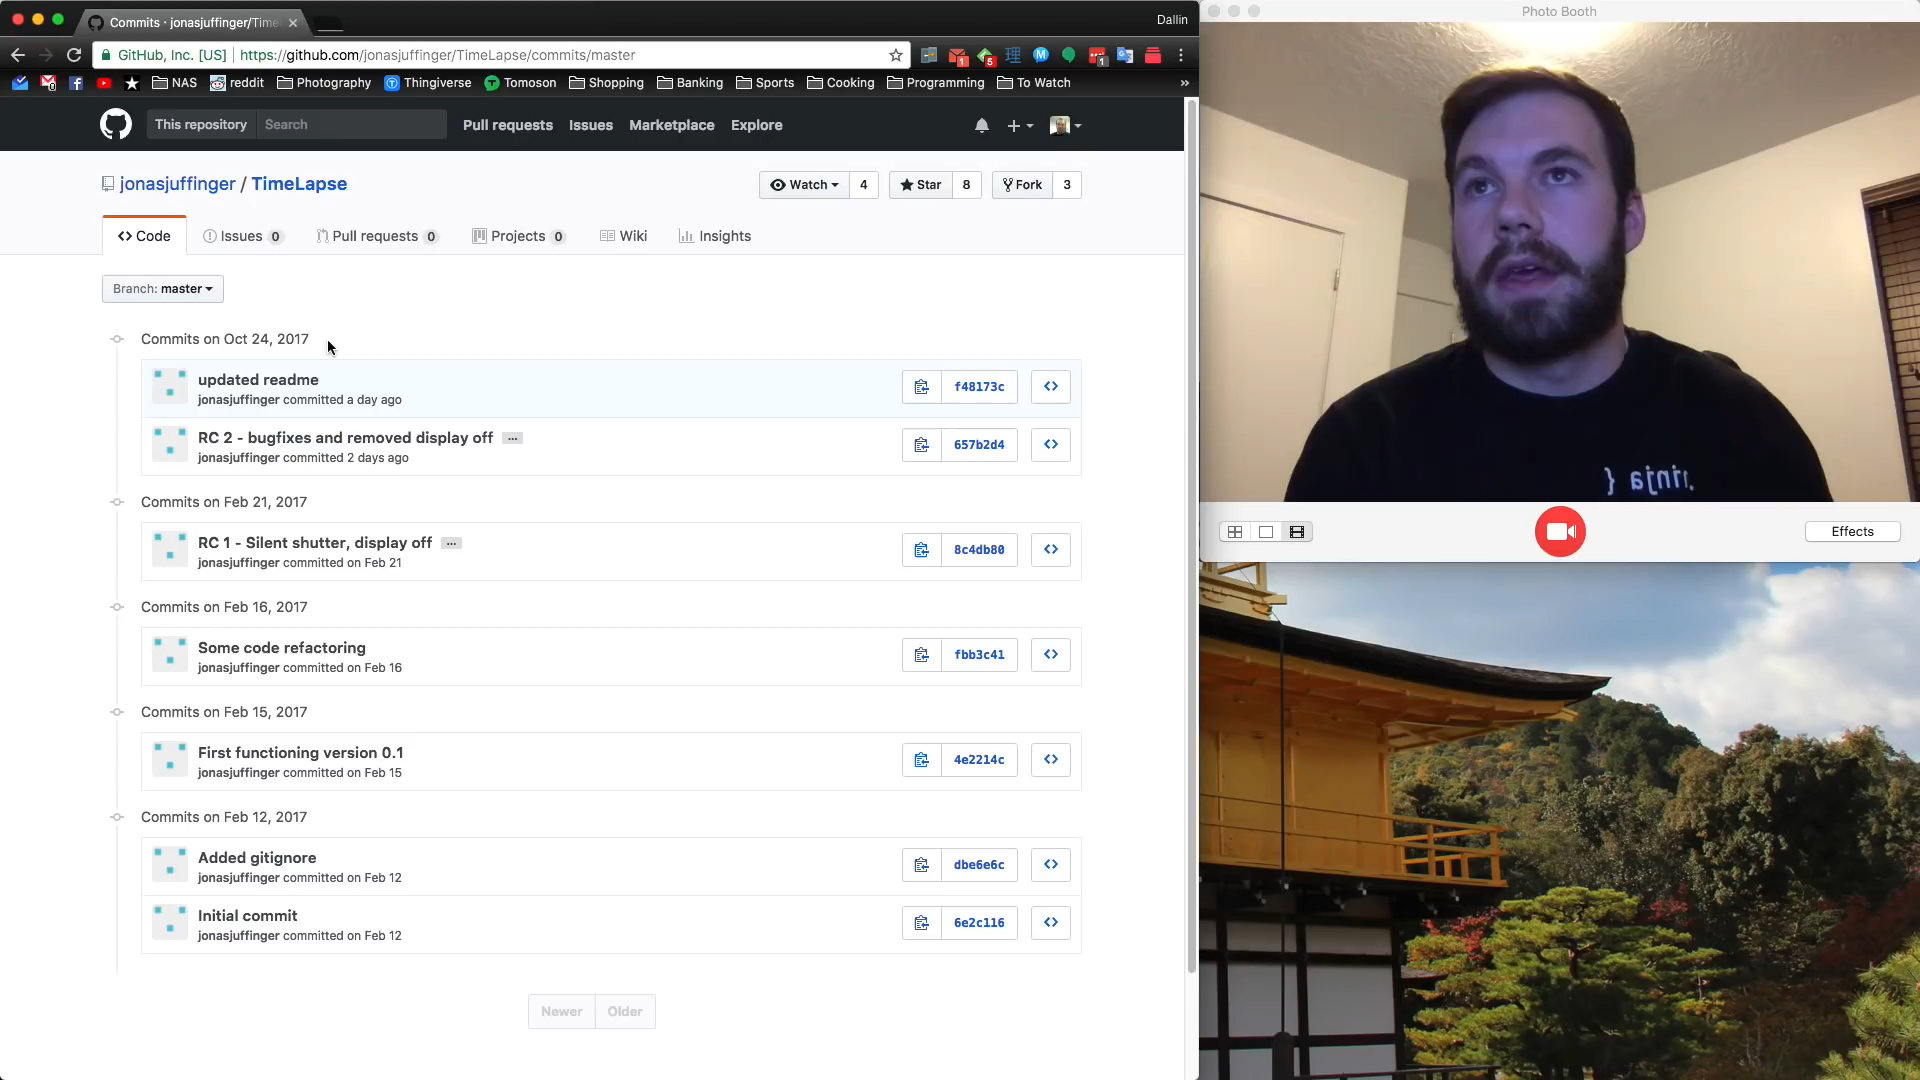 Commits · jonasjuffinger/Time
Dallin
GitHub, Inc. [US] https://github.com/jonasjuffinger/TimeLapse/commits/master
NAS reddit Photography Thingiverse Tomoson Shopping Banking Sports Cooking Programming To Watch »
This repository Search Pull requests Issues Marketplace Explore
jonasjuffinger / TimeLapse
Watch 4 Star 8 Fork 3
Code Issues 0 Pull requests 0 Projects 0 Wiki Insights
Branch: master
Commits on Oct 24, 2017
updated readme
jonasjuffinger committed a day ago
f48173c
RC 2 - bugfixes and removed display off ...
jonasjuffinger committed 2 days ago
657b2d4
Commits on Feb 21, 2017
RC 1 - Silent shutter, display off ...
jonasjuffinger committed on Feb 21
8c4db80
Commits on Feb 16, 2017
Some code refactoring
jonasjuffinger committed on Feb 16
fbb3c41
Commits on Feb 15, 2017
First functioning version 0.1
jonasjuffinger committed on Feb 15
4e2214c
Commits on Feb 12, 2017
Added gitignore
jonasjuffinger committed on Feb 12
dbe6e6c
Initial commit
jonasjuffinger committed on Feb 12
6e2c116
Newer Older
Photo Booth
.ninja {
Effects